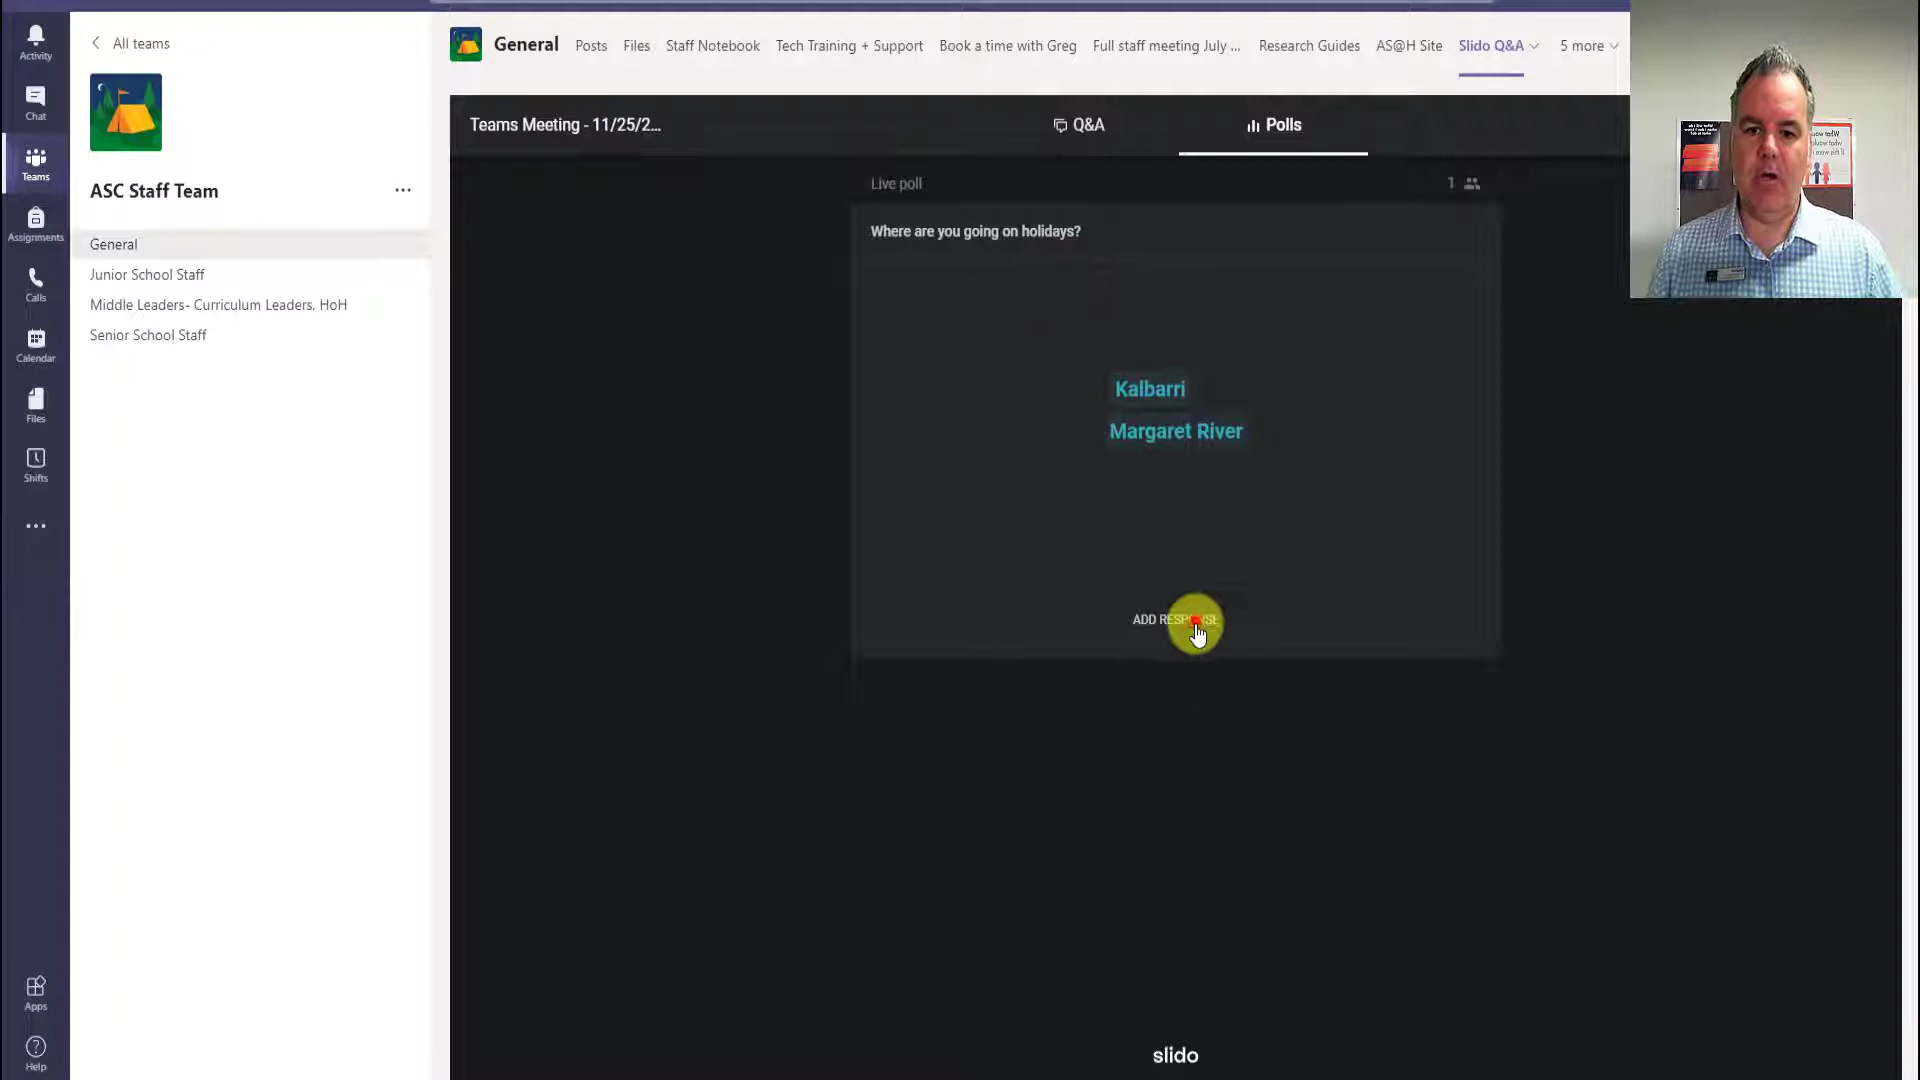 Activity
Chat
Teams
Assignments
Calls
Calendar
Files
Shifts
Apps
Help
All teams
ASC Staff Team
General
Junior School Staff
Middle Leaders- Curriculum Leaders, HoH
Senior School Staff
General Posts Files Staff Notebook Tech Training + Support Book a time with Greg Full staff meeting July ... Research Guides AS@H Site Slido Q&A 5 more
Teams Meeting - 11/25/2... Q&A Polls
Live poll 1
Where are you going on holidays?
Kalbarri
Margaret River
ADD RESPONSE
slido